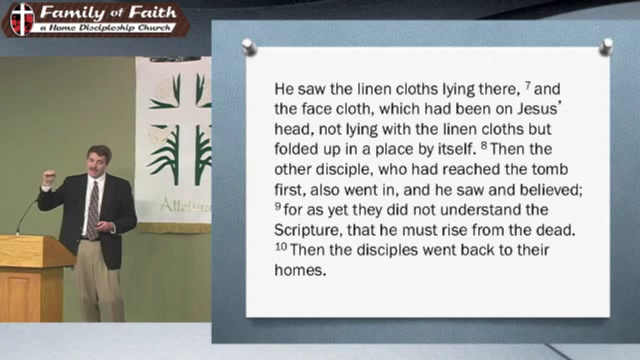 Family of Faith
a Home Discipleship Church
He saw the linen cloths lying there, ⁷ and
the face cloth, which had been on Jesus’
head, not lying with the linen cloths but
folded up in a place by itself. ⁸ Then the
other disciple, who had reached the tomb
first, also went in, and he saw and believed;
⁹ for as yet they did not understand the
Scripture, that he must rise from the dead.
¹⁰ Then the disciples went back to their
homes.